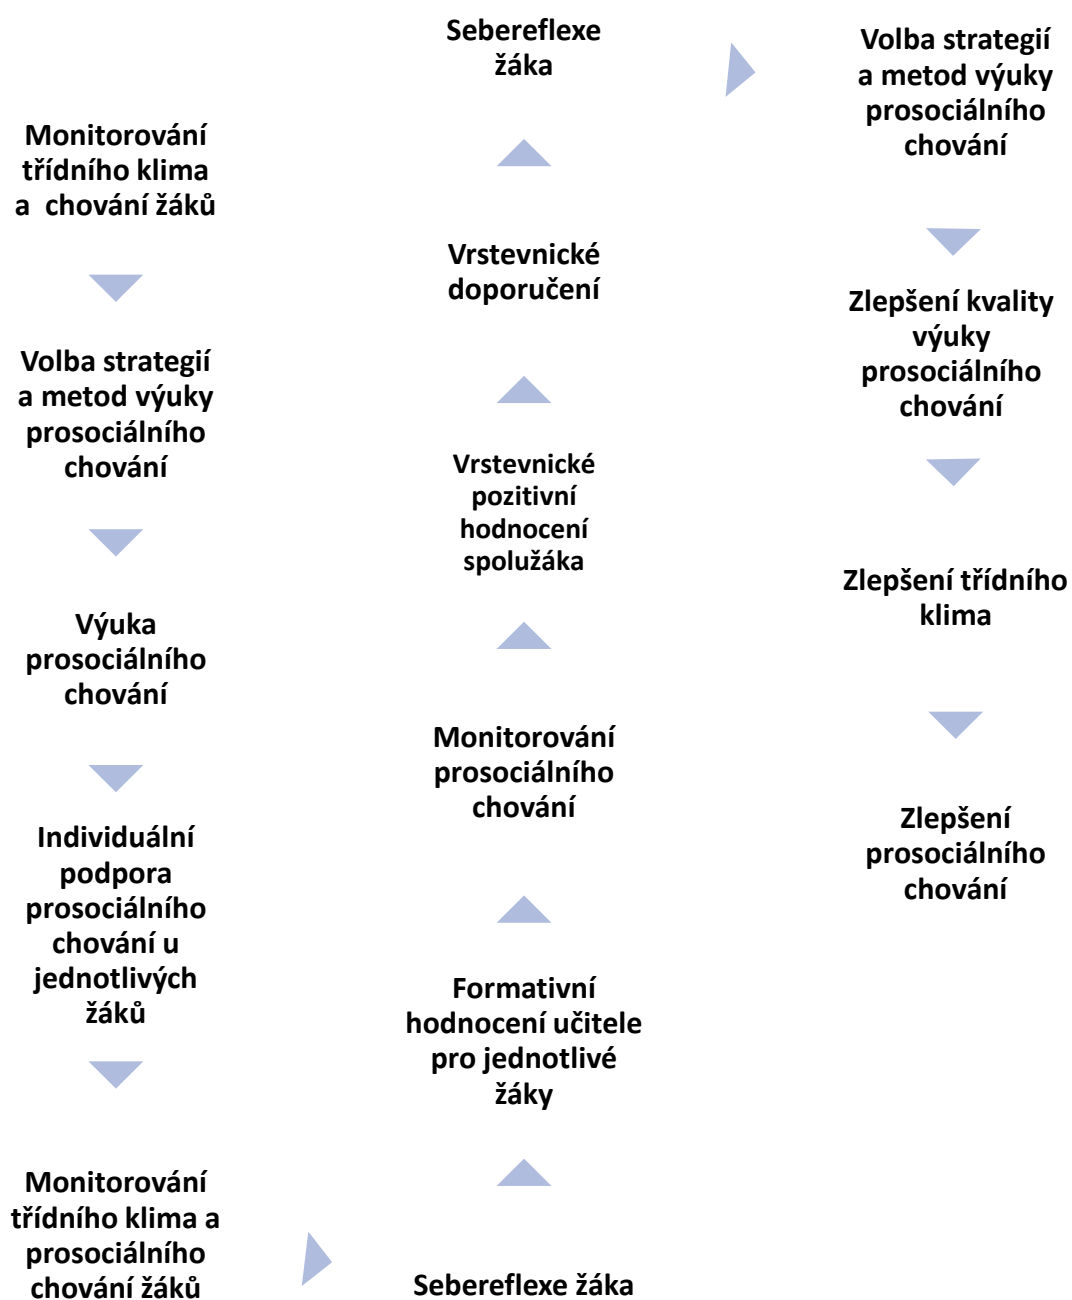 Monitorování
třídního klima
a  chování žáků
Volba strategií
a metod výuky
prosociálního
chování
Výuka
prosociálního
chování
Individuální
podpora
prosociálního
chování u
jednotlivých
žáků
Monitorování
třídního klima a
prosociálního
chování žáků
Sebereflexe žáka
Formativní
hodnocení učitele
pro jednotlivé
žáky
Monitorování
prosociálního
chování
Vrstevnické
pozitivní
hodnocení
spolužáka
Vrstevnické
doporučení
Sebereflexe
žáka
Volba strategií
a metod výuky
prosociálního
chování
Zlepšení kvality
výuky
prosociálního
chování
Zlepšení třídního
klima
Zlepšení
prosociálního
chování